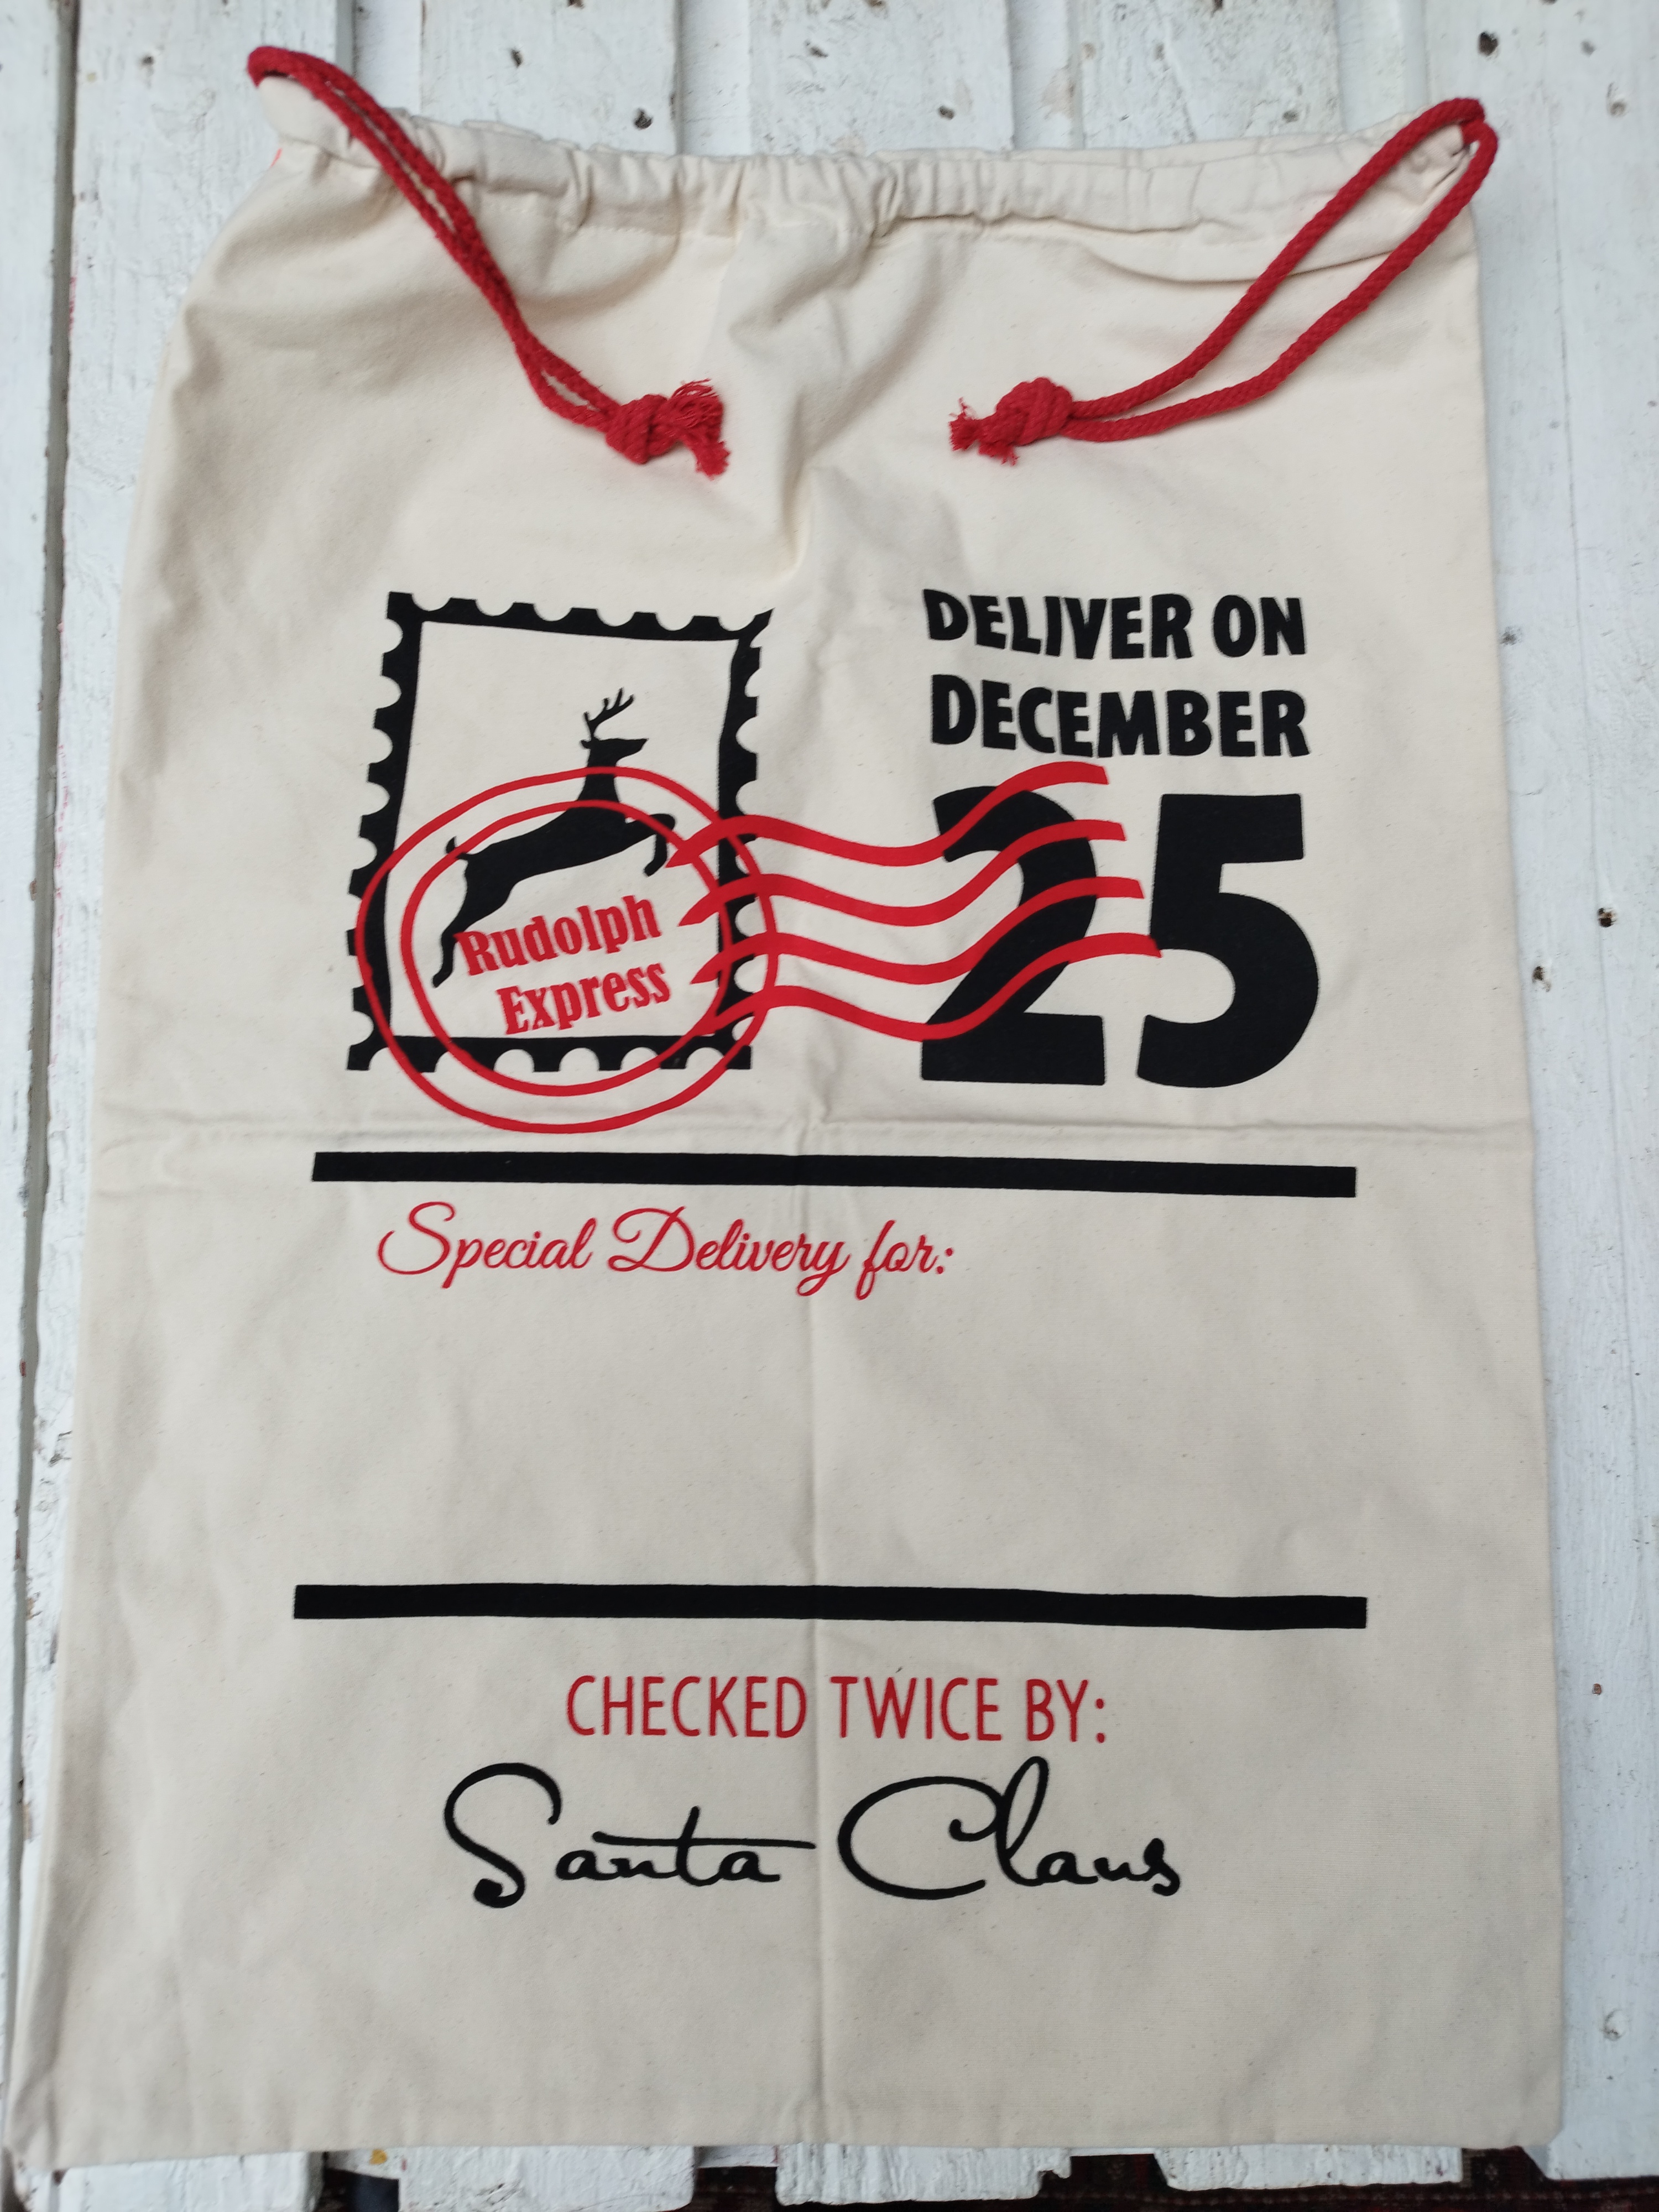 DELIVER ON
DECEMBER
25
Rudolph
Express
Special Delivery for:
CHECKED TWICE BY:
Santa Claus